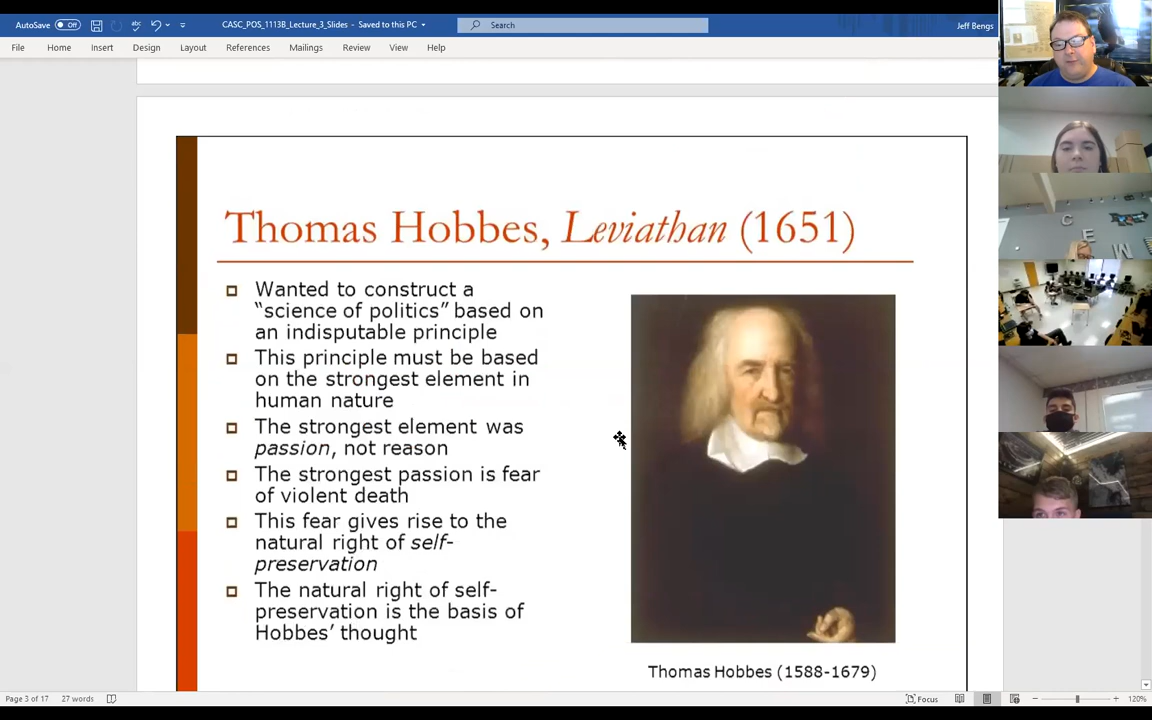 AutoSave Off CASC_POS_1113B_Lecture_3_Slides - Saved to this PC Search Jeff Bengs
File Home Insert Design Layout References Mailings Review View Help
Thomas Hobbes, Leviathan (1651)
Wanted to construct a
“science of politics” based on
an indisputable principle
This principle must be based
on the strongest element in
human nature
The strongest element was
passion, not reason
The strongest passion is fear
of violent death
This fear gives rise to the
natural right of self-
preservation
The natural right of self-
preservation is the basis of
Hobbes’ thought
Thomas Hobbes (1588-1679)
C
E
E W
Page 3 of 17 27 words Focus 120%